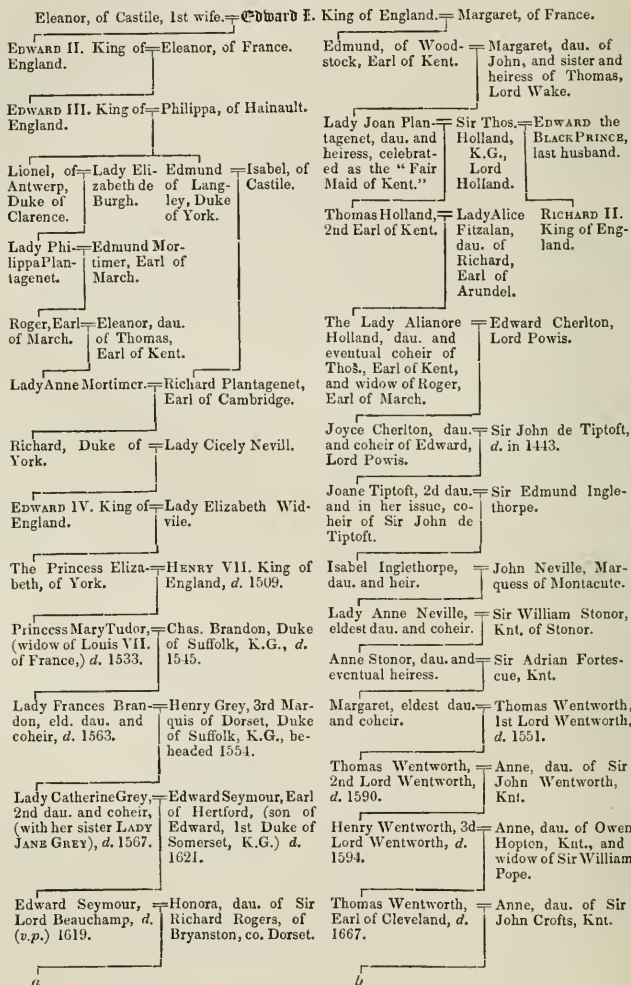 Eleanor, of Castile, 1st wife.=Edward I. King of England.= Margaret, of France.
EDWARD II. King of=Eleanor, of France.
England.
EDWARD III. King of=Philippa, of Hainault.
England.
Lionel, of=Lady Eli- Edmund =Isabel, of
Antwerp, zabeth de of Lang- Castile.
Duke of Burgh. ley, Duke
Clarence. of York.
Lady Phi-=Edmund Mor-
lippa Plan- timer, Earl of
tagenet. March.
Roger, Earl=Eleanor, dau.
of March. of Thomas,
Earl of Kent.
Lady Anne Mortimer.=Richard Plantagenet,
Earl of Cambridge.
Richard, Duke of =Lady Cicely Nevill.
York.
EDWARD IV. King of=Lady Elizabeth Wid-
England. vile.
The Princess Eliza-=HENRY VII. King of
beth, of York. England, d. 1509.
Princess Mary Tudor,=Chas. Brandon, Duke
(widow of Louis VII. of Suffolk, K.G., d.
of France,) d. 1533. 1545.
Lady Frances Bran-=Henry Grey, 3rd Mar-
don, eld. dau. and quis of Dorset, Duke
coheir, d. 1563. of Suffolk, K.G., be-
headed 1554.
Lady Catherine Grey,=Edward Seymour, Earl
2nd dau. and coheir, of Hertford, (son of
(with her sister LADY Edward, 1st Duke of
JANE GREY), d. 1567. Somerset, K.G.) d.
1621.
Edward Seymour, =Honora, dau. of Sir
Lord Beauchamp, d. Richard Rogers, of
(v.p.) 1619. Bryanston, co. Dorset.
a
Edmund, of Wood- = Margaret, dau. of
stock, Earl of Kent. John, and sister and
heiress of Thomas,
Lord Wake.
Lady Joan Plan-= Sir Thos.=EDWARD the
tagenet, dau. and Holland, BLACK PRINCE,
heiress, celebrat- K.G., last husband.
ed as the "Fair Lord
Maid of Kent." Holland.
Thomas Holland,= Lady Alice RICHARD II.
2nd Earl of Kent. Fitzalan, King of Eng-
dau. of land.
Richard,
Earl of
Arundel.
The Lady Alianore = Edward Cherlton,
Holland, dau. and Lord Powis.
eventual coheir of
Thos., Earl of Kent,
and widow of Roger,
Earl of March.
Joyce Cherlton, dau.= Sir John de Tiptoft,
and coheir of Edward, d. in 1443.
Lord Powis.
Joane Tiptoft, 2d dau.= Sir Edmund Ingle-
and in her issue, co- thorpe.
heir of Sir John de
Tiptoft.
Isabel Inglethorpe, = John Neville, Mar-
dau. and heir. quess of Montacute.
Lady Anne Neville, = Sir William Stonor,
eldest dau. and coheir. Knt. of Stonor.
Anne Stonor, dau. and= Sir Adrian Fortes-
eventual heiress. cue, Knt.
Margaret, eldest dau.= Thomas Wentworth,
and coheir. 1st Lord Wentworth,
d. 1551.
Thomas Wentworth, = Anne, dau. of Sir
2nd Lord Wentworth, John Wentworth,
d. 1590. Knt.
Henry Wentworth, 3d= Anne, dau. of Owen
Lord Wentworth, d. Hopton, Knt., and
1594. widow of Sir William
Pope.
Thomas Wentworth, = Anne, dau. of Sir
Earl of Cleveland, d. John Crofts, Knt.
1667.
b